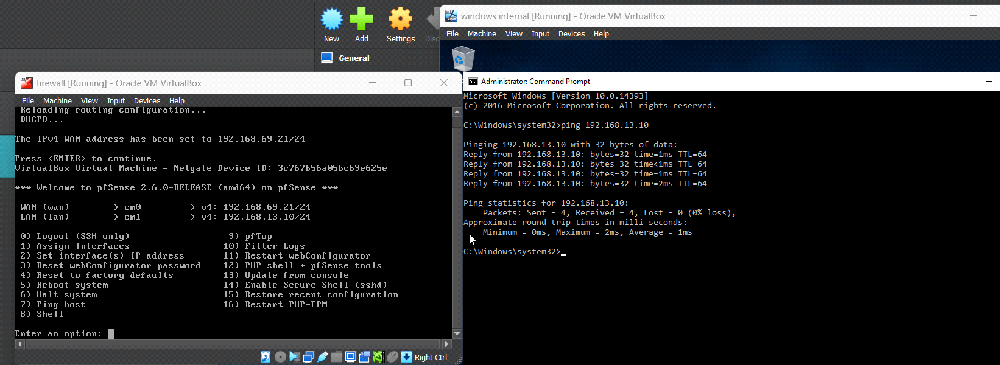 New
Add
Settings
Disc
General
windows internal [Running] - Oracle VM VirtualBox
File Machine View Input Devices Help
firewall [Running] - Oracle VM VirtualBox
File Machine View Input Devices Help
Reloading routing configuration...
DHCPD...
The IPv4 WAN address has been set to 192.168.69.21/24
Press <ENTER> to continue.
VirtualBox Virtual Machine - Netgate Device ID: 3c767b56a05bc69e625e
*** Welcome to pfSense 2.6.0-RELEASE (amd64) on pfSense ***
WAN (wan) -> em0 -> v4: 192.168.69.21/24
LAN (lan) -> em1 -> v4: 192.168.13.10/24
0) Logout (SSH only) 9) pfTop
1) Assign Interfaces 10) Filter Logs
2) Set interface(s) IP address 11) Restart webConfigurator
3) Reset webConfigurator password 12) PHP shell + pfSense tools
4) Reset to factory defaults 13) Update from console
5) Reboot system 14) Enable Secure Shell (sshd)
6) Halt system 15) Restore recent configuration
7) Ping host 16) Restart PHP-FPM
8) Shell
Enter an option:
Right Ctrl
Administrator: Command Prompt
Microsoft Windows [Version 10.0.14393]
(c) 2016 Microsoft Corporation. All rights reserved.
C:\Windows\system32>ping 192.168.13.10
Pinging 192.168.13.10 with 32 bytes of data:
Reply from 192.168.13.10: bytes=32 time=1ms TTL=64
Reply from 192.168.13.10: bytes=32 time<1ms TTL=64
Reply from 192.168.13.10: bytes=32 time=1ms TTL=64
Reply from 192.168.13.10: bytes=32 time=2ms TTL=64
Ping statistics for 192.168.13.10:
Packets: Sent = 4, Received = 4, Lost = 0 (0% loss),
Approximate round trip times in milli-seconds:
Minimum = 0ms, Maximum = 2ms, Average = 1ms
C:\Windows\system32>